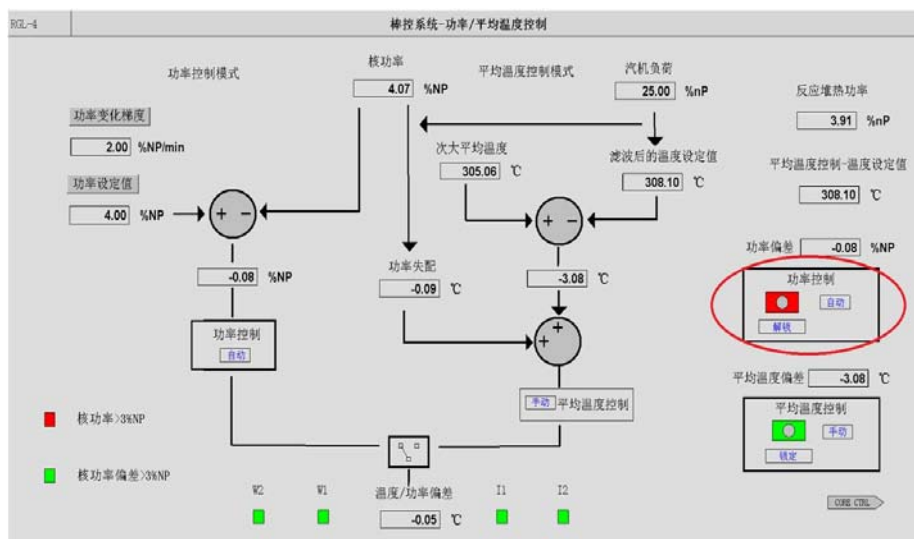 RGL-4
棒控系统-功率/平均温度控制
功率控制模式
核功率
4.07 %NP
平均温度控制模式
汽机负荷
25.00 %nP
反应堆热功率
3.91 %nP
功率变化梯度
2.00 %NP/min
次大平均温度
305.06 ℃
滤波后的温度设定值
308.10 ℃
平均温度控制-温度设定值
308.10 ℃
功率设定值
4.00 %NP
+ -
+ -
功率偏差 -0.08 %NP
-0.08 %NP
功率失配
-0.09 ℃
-3.08 ℃
功率控制
自动
解锁
+ +
功率控制
自动
平均温度偏差 -3.08 ℃
手动 平均温度控制
平均温度控制
手动
锁定
核功率>3%NP
核功率偏差>3%NP
W2
W1
温度/功率偏差
-0.05 ℃
I1
I2
CORE CTRL